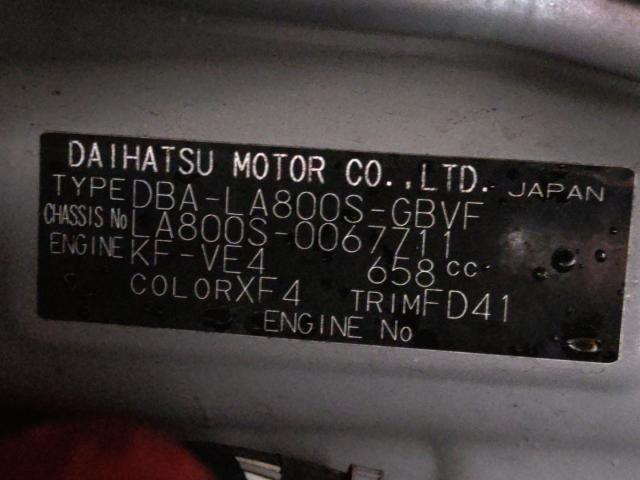 DAIHATSU MOTOR CO.,LTD. JAPAN
TYPE DBA-LA800S-GBVF
CHASSIS No LA800S-0067711
ENGINE KF-VE4 658 cc
COLOR XF4 TRIM FD41
ENGINE No